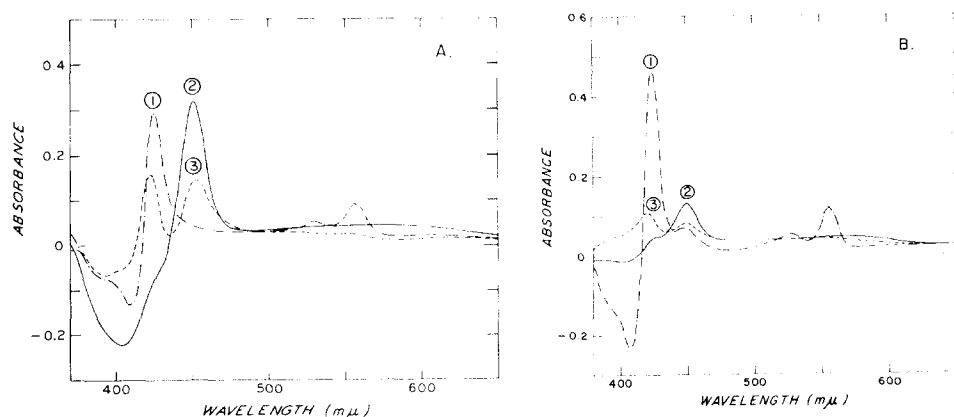 A.
ABSORBANCE
0.4
0.2
0
-0.2
① ② ③
400 500 600
WAVELENGTH (mμ)
B.
ABSORBANCE
0.6
0.4
0.2
0
-0.2
①
③ ②
400 500 600
WAVELENGTH (mμ)